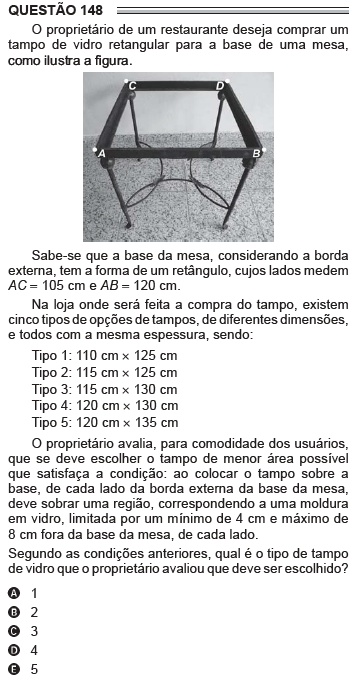 QUESTÃO 148
O proprietário de um restaurante deseja comprar um
tampo de vidro retangular para a base de uma mesa,
como ilustra a figura.
C D
A B
Sabe-se que a base da mesa, considerando a borda
externa, tem a forma de um retângulo, cujos lados medem
AC = 105 cm e AB = 120 cm.
Na loja onde será feita a compra do tampo, existem
cinco tipos de opções de tampos, de diferentes dimensões,
e todos com a mesma espessura, sendo:
Tipo 1: 110 cm × 125 cm
Tipo 2: 115 cm × 125 cm
Tipo 3: 115 cm × 130 cm
Tipo 4: 120 cm × 130 cm
Tipo 5: 120 cm × 135 cm
O proprietário avalia, para comodidade dos usuários,
que se deve escolher o tampo de menor área possível
que satisfaça a condição: ao colocar o tampo sobre a
base, de cada lado da borda externa da base da mesa,
deve sobrar uma região, correspondendo a uma moldura
em vidro, limitada por um mínimo de 4 cm e máximo de
8 cm fora da base da mesa, de cada lado.
Segundo as condições anteriores, qual é o tipo de tampo
de vidro que o proprietário avaliou que deve ser escolhido?
A 1
B 2
C 3
D 4
E 5